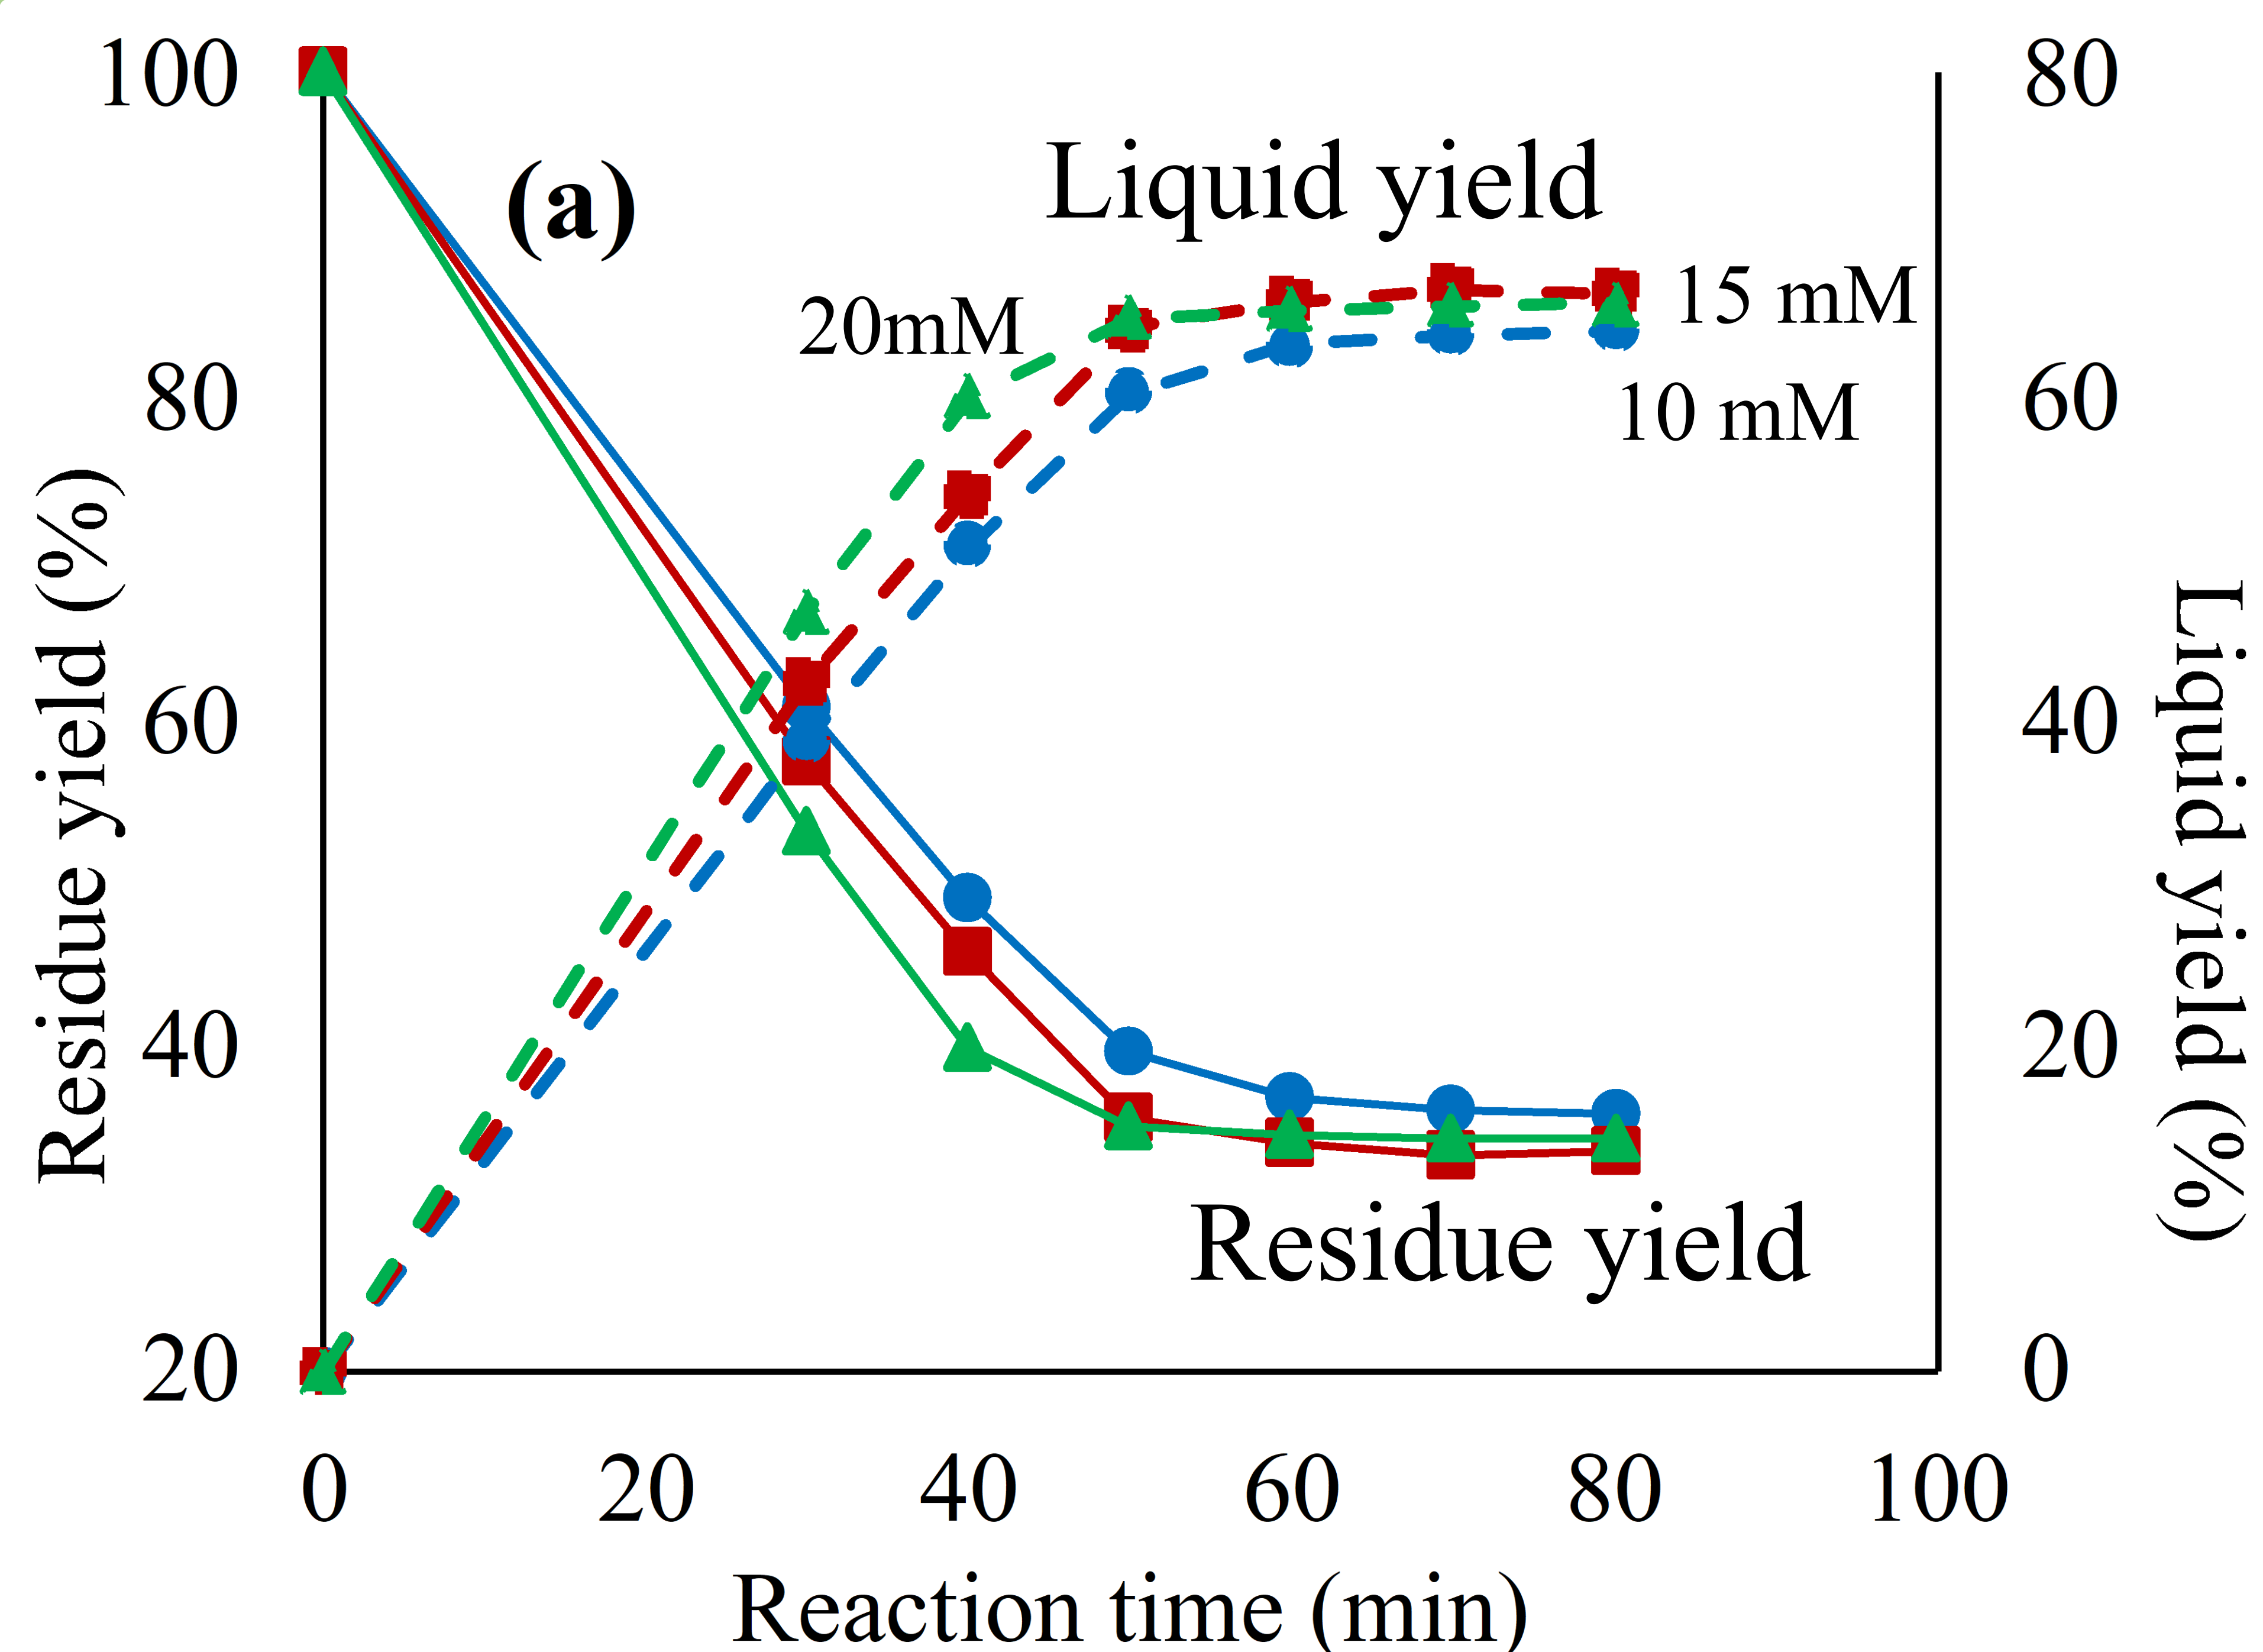 100
80
60
40
20
Residue yield (%)
(a)
Liquid yield
20mM
15 mM
10 mM
Residue yield
80
60
40
20
0
Liquid yield (%)
0 20 40 60 80 100
Reaction time (min)